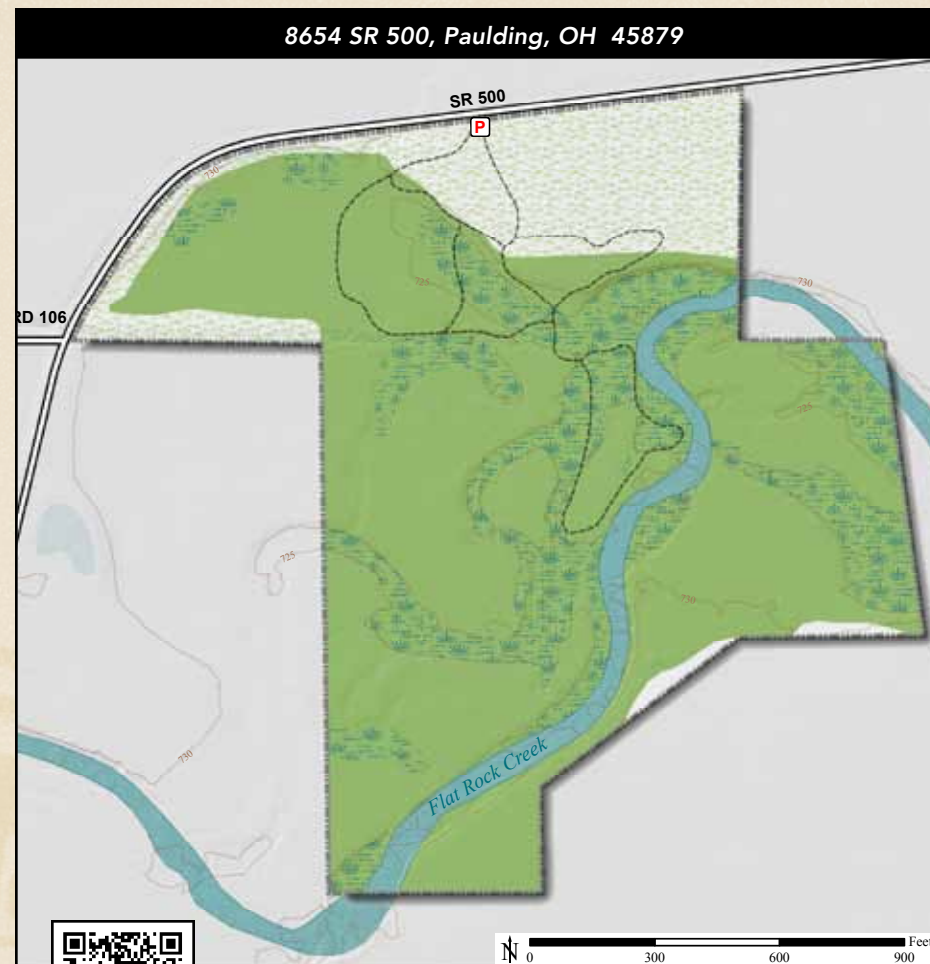 8654 SR 500, Paulding, OH 45879
SR 500
P
730
725
730
RD 106
725
725
730
730
Flat Rock Creek
N
Feet
0 300 600 900